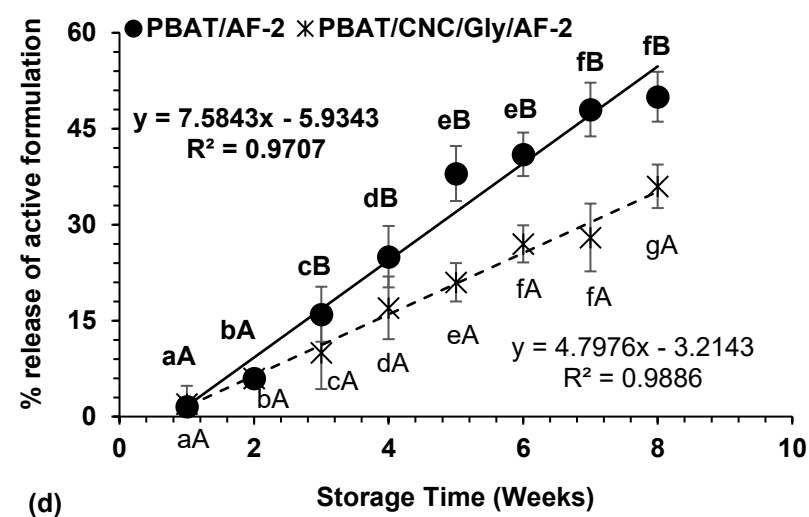 ● PBAT/AF-2 ⚹ PBAT/CNC/Gly/AF-2
% release of active formulation
60
45
30
15
0
y = 7.5843x - 5.9343
R² = 0.9707
aA
bA
cB
dB
eB
eB
fB
fB
aA
bA
cA
dA
eA
fA
fA
gA
y = 4.7976x - 3.2143
R² = 0.9886
0 2 4 6 8 10
Storage Time (Weeks)
(d)